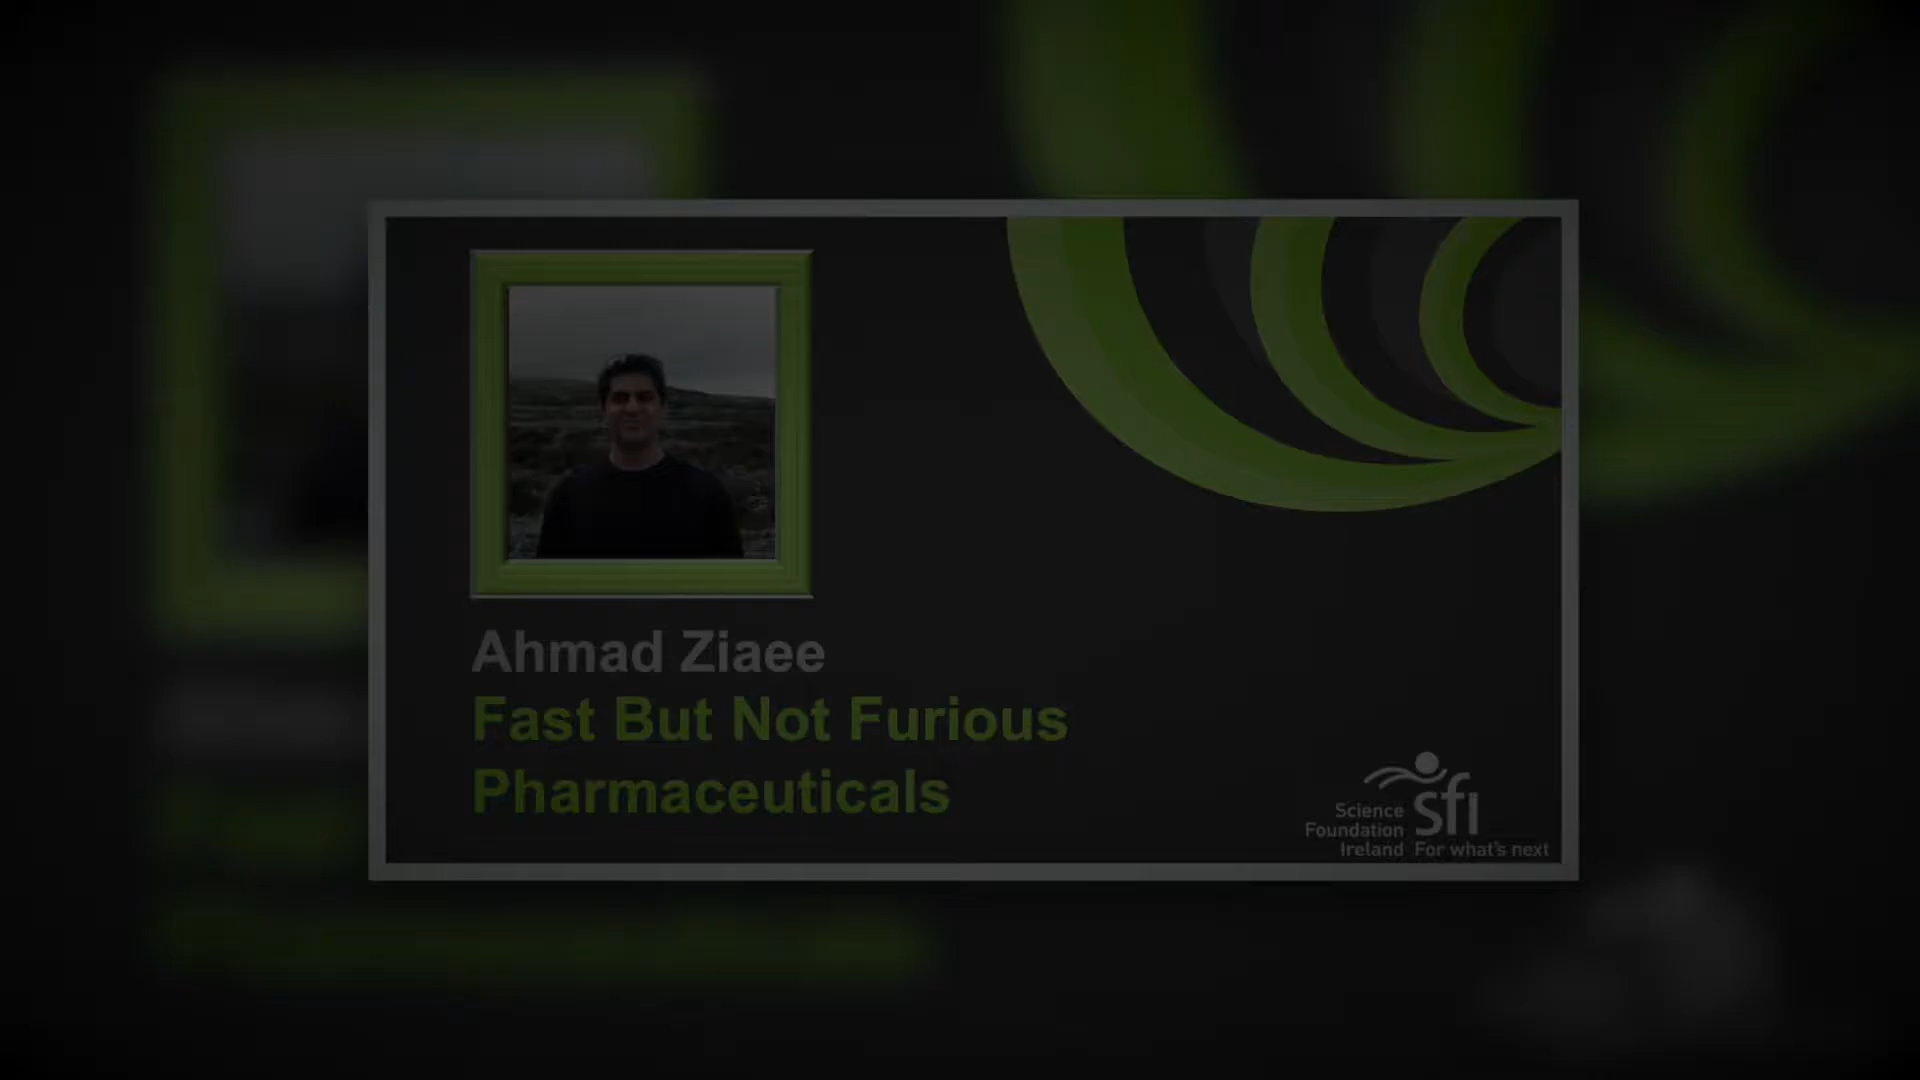 Ahmad Ziaee
Fast But Not Furious
Pharmaceuticals
Science
Foundation
Ireland
sfi
For what's next